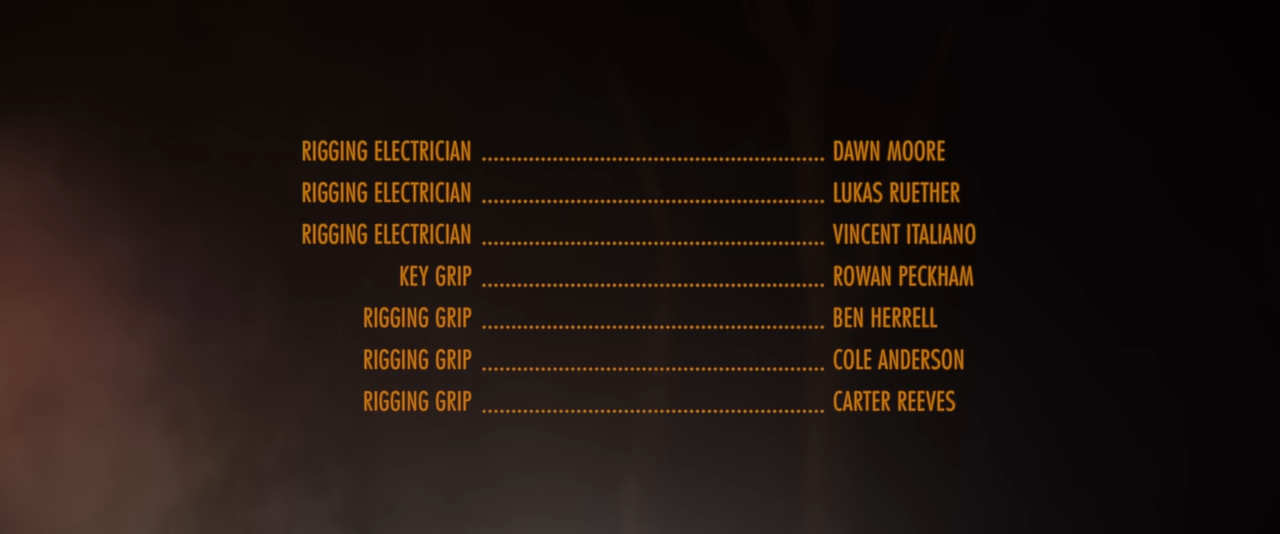 RIGGING ELECTRICIAN ........................................................... DAWN MOORE
RIGGING ELECTRICIAN ........................................................... LUKAS RUETHER
RIGGING ELECTRICIAN ........................................................... VINCENT ITALIANO
KEY GRIP ........................................................... ROWAN PECKHAM
RIGGING GRIP ........................................................... BEN HERRELL
RIGGING GRIP ........................................................... COLE ANDERSON
RIGGING GRIP ........................................................... CARTER REEVES